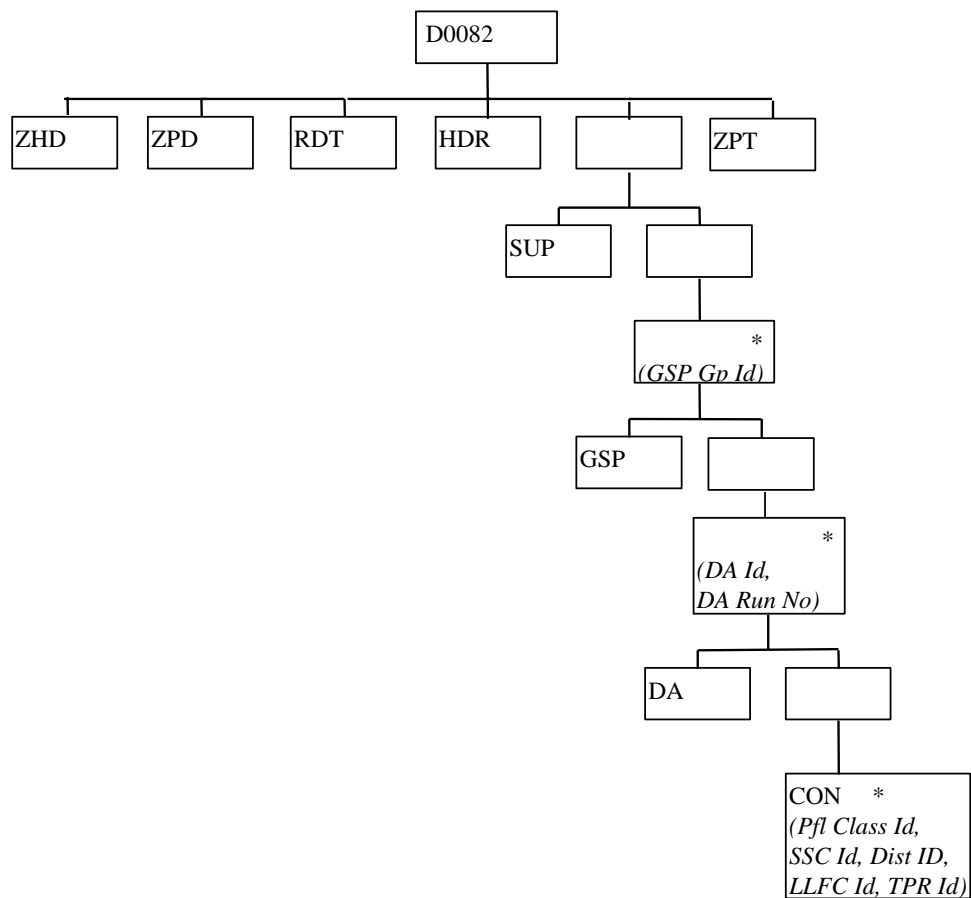 D0082
ZHD
ZPD
RDT
HDR
ZPT
SUP
*
(GSP Gp Id)
GSP
*
(DA Id,
DA Run No)
DA
CON *
(Pfl Class Id,
SSC Id, Dist ID,
LLFC Id, TPR Id)